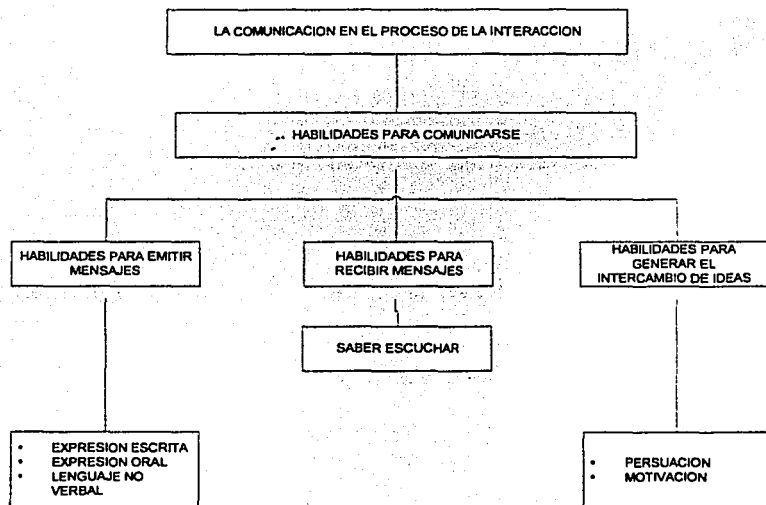 LA COMUNICACION EN EL PROCESO DE LA INTERACCION
HABILIDADES PARA COMUNICARSE
HABILIDADES PARA EMITIR
MENSAJES
HABILIDADES PARA
RECIBIR MENSAJES
HABILIDADES PARA
GENERAR EL
INTERCAMBIO DE IDEAS
SABER ESCUCHAR
• EXPRESION ESCRITA
• EXPRESION ORAL
• LENGUAJE NO
VERBAL
• PERSUACION
• MOTIVACION